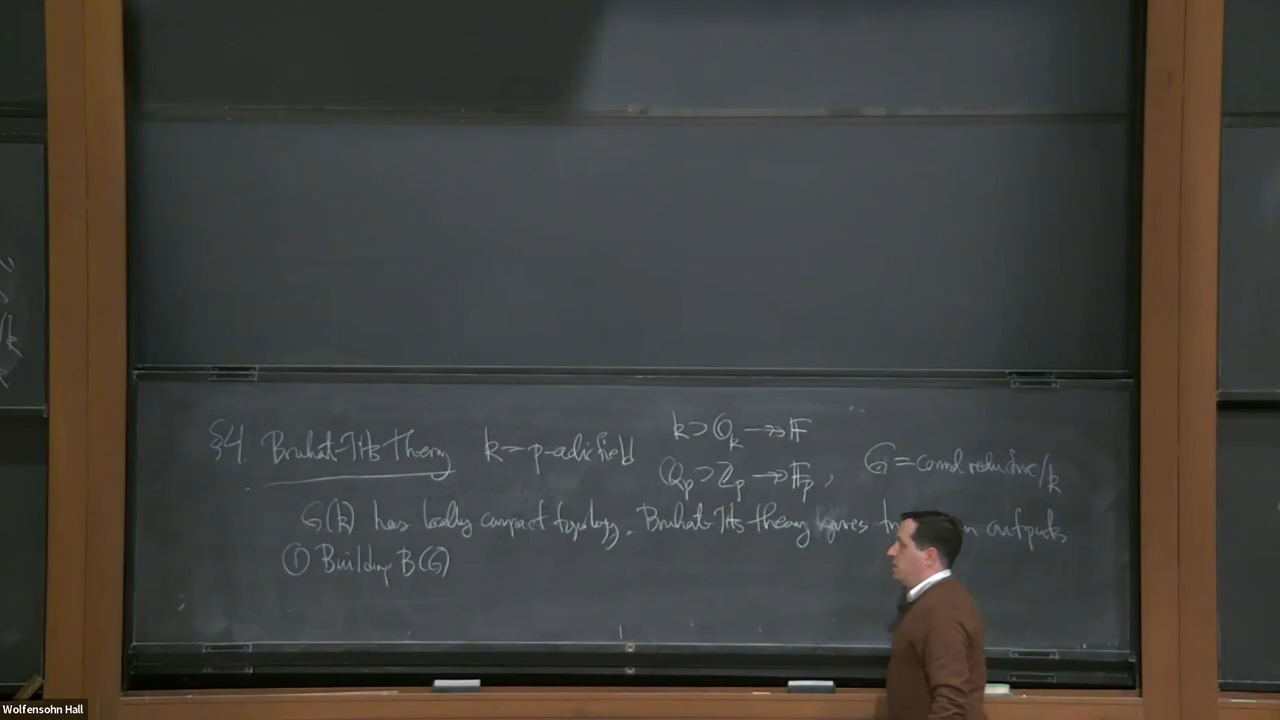 §4. Bruhat-Tits Theory k = p-adic field k ⊃ O_k ↠ 𝔽
Q_p ⊃ Z_p ↠ 𝔽_p, G = connd reductive/k
G(k) has locally compact topology. Bruhat-Tits theory gives outputs
① Building B(G)
Wolfensohn Hall